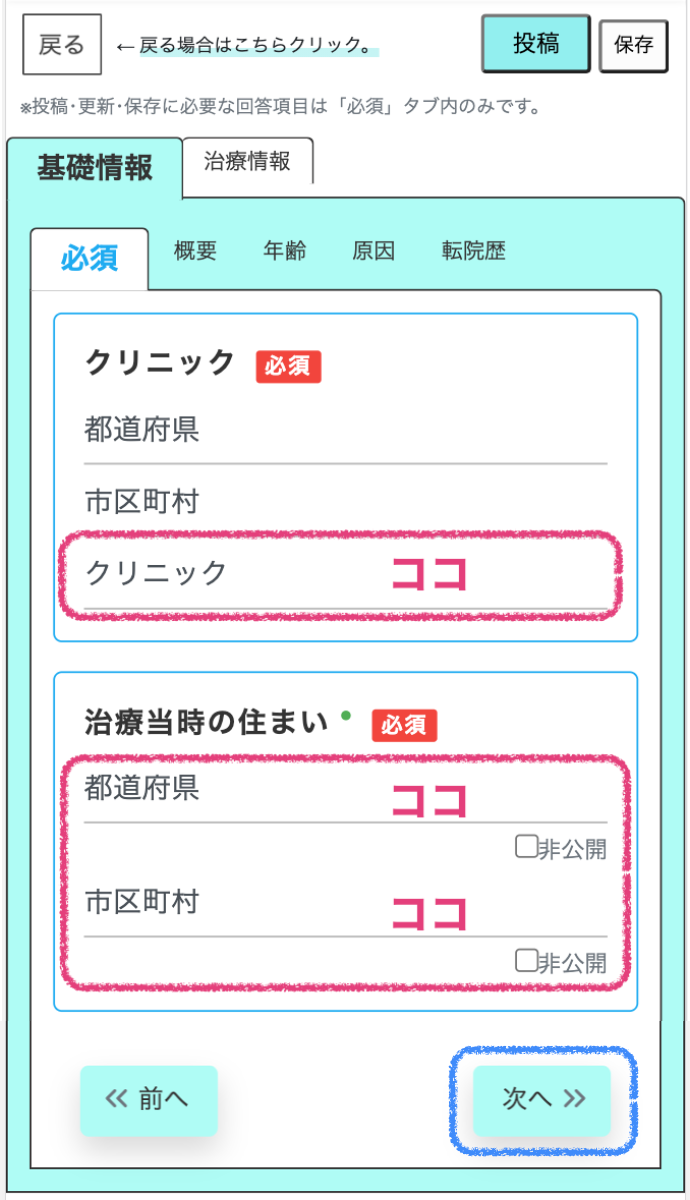 戻る ←戻る場合はこちらクリック。 投稿 保存
※投稿･更新･保存に必要な回答項目は「必須」タブ内のみです。
基礎情報 治療情報
必須 概要 年齢 原因 転院歴
クリニック 必須
都道府県
市区町村
クリニック ココ
治療当時の住まい 必須
都道府県 ココ
非公開
市区町村 ココ
非公開
« 前へ 次へ »